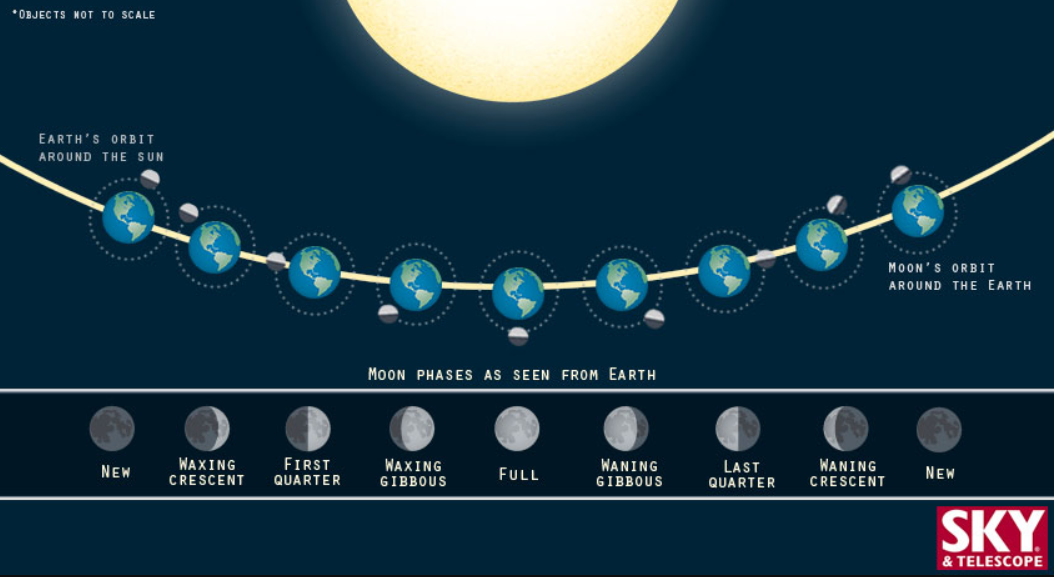 *Objects not to scale
Earth's orbit
around the sun
Moon's orbit
around the Earth
Moon phases as seen from Earth
New
Waxing
crescent
First
quarter
Waxing
gibbous
Full
Waning
gibbous
Last
quarter
Waning
crescent
New
SKY
& TELESCOPE